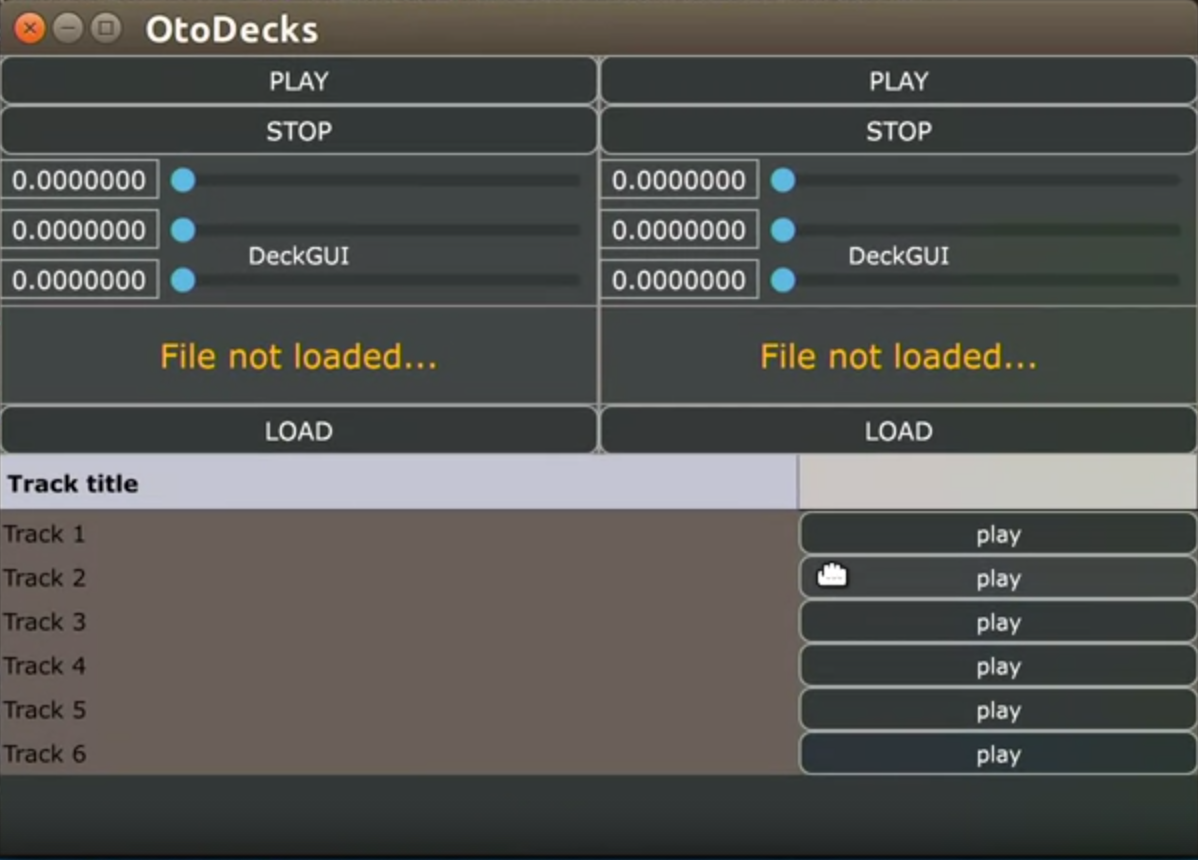 OtoDecks
PLAY PLAY
STOP STOP
0.0000000 0.0000000
0.0000000 0.0000000
DeckGUI DeckGUI
0.0000000 0.0000000
File not loaded... File not loaded...
LOAD LOAD
Track title
Track 1 play
Track 2 play
Track 3 play
Track 4 play
Track 5 play
Track 6 play